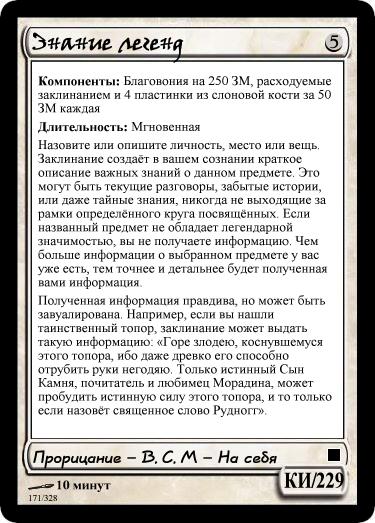 Знание легенд
5
Компоненты: Благовония на 250 ЗМ, расходуемые
заклинанием и 4 пластинки из слоновой кости за 50
ЗМ каждая
Длительность: Мгновенная
Назовите или опишите личность, место или вещь.
Заклинание создаёт в вашем сознании краткое
описание важных знаний о данном предмете. Это
могут быть текущие разговоры, забытые истории,
или даже тайные знания, никогда не выходящие за
рамки определённого круга посвящённых. Если
названный предмет не обладает легендарной
значимостью, вы не получаете информацию. Чем
больше информации о выбранном предмете у вас
уже есть, тем точнее и детальнее будет полученная
вами информация.
Полученная информация правдива, но может быть
завуалирована. Например, если вы нашли
таинственный топор, заклинание может выдать
такую информацию: «Горе злодею, коснувшемуся
этого топора, ибо даже древко его способно
отрубить руки негодяю. Только истинный Сын
Камня, почитатель и любимец Морадина, может
пробудить истинную силу этого топора, и то только
если назовёт священное слово Рудногг».
Прорицание – В, С, М – На себя
10 минут
КИ/229
171/328